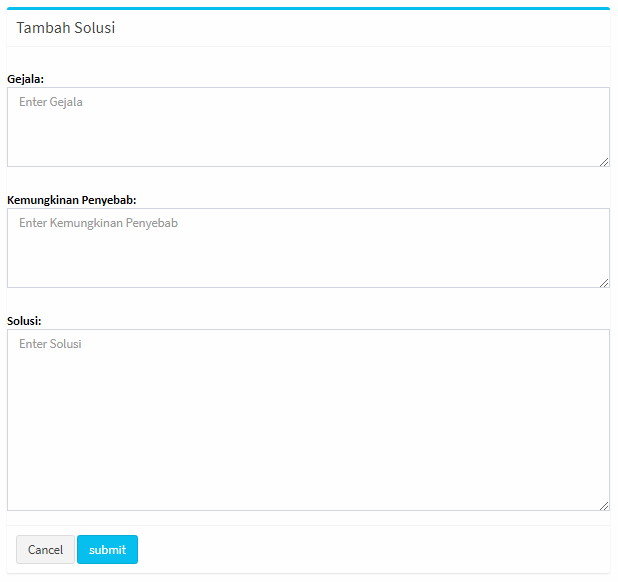 Tambah Solusi
Gejala:
Enter Gejala
Kemungkinan Penyebab:
Enter Kemungkinan Penyebab
Solusi:
Enter Solusi
Cancel submit